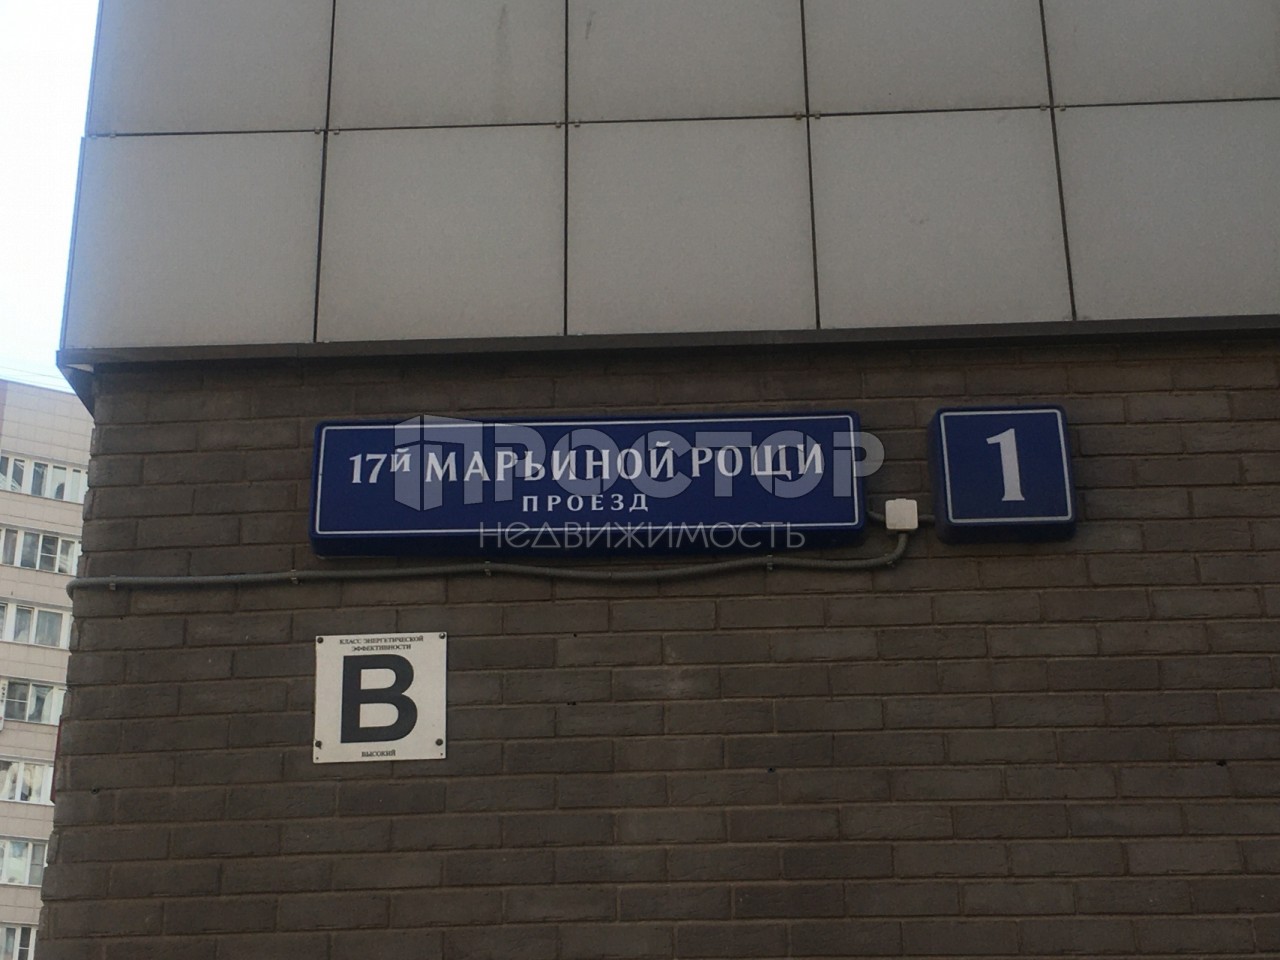 17й МАРЬИНОЙ РОЩИ
ПРОЕЗД
1
ПРОСТОР
НЕДВИЖИМОСТЬ
КЛАСС ЭНЕРГЕТИЧЕСКОЙ
ЭФФЕКТИВНОСТИ
B
ВЫСОКИЙ